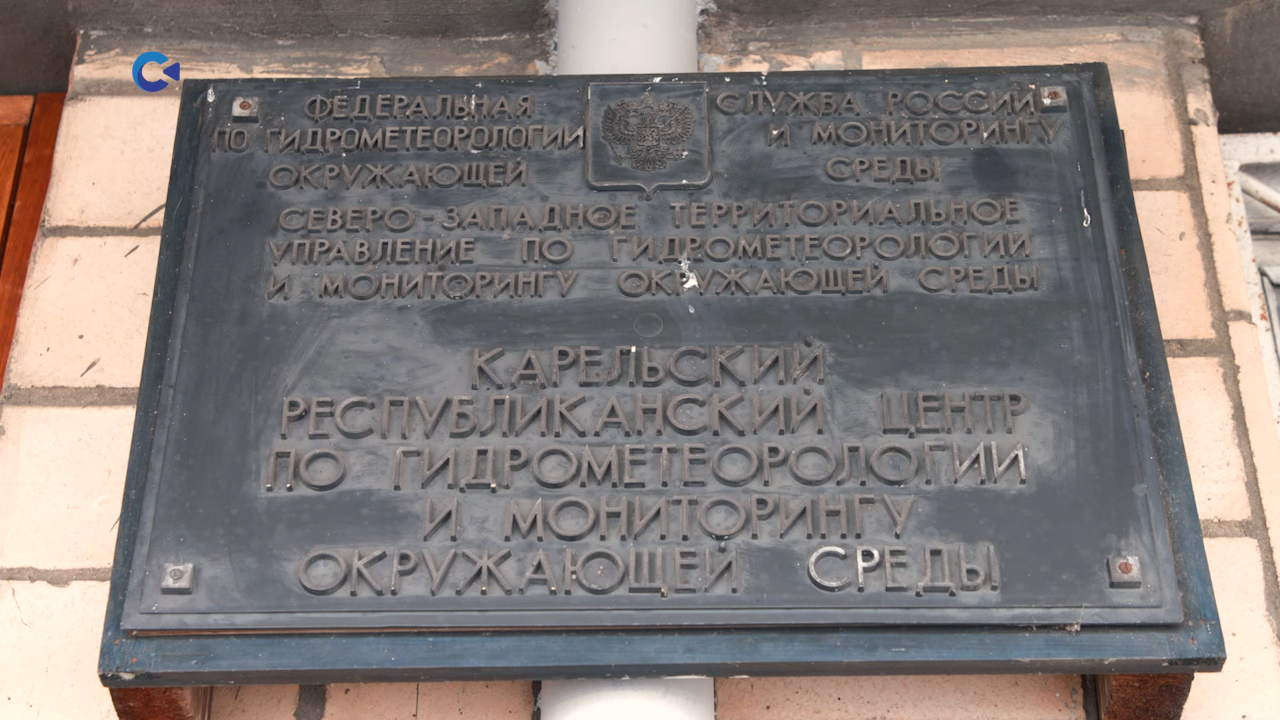 ФЕДЕРАЛЬНАЯ СЛУЖБА РОССИИ
ПО ГИДРОМЕТЕОРОЛОГИИ И МОНИТОРИНГУ
ОКРУЖАЮЩЕЙ СРЕДЫ
СЕВЕРО-ЗАПАДНОЕ ТЕРРИТОРИАЛЬНОЕ
УПРАВЛЕНИЕ ПО ГИДРОМЕТЕОРОЛОГИИ
И МОНИТОРИНГУ ОКРУЖАЮЩЕЙ СРЕДЫ
КАРЕЛЬСКИЙ
РЕСПУБЛИКАНСКИЙ ЦЕНТР
ПО ГИДРОМЕТЕОРОЛОГИИ
И МОНИТОРИНГУ
ОКРУЖАЮЩЕЙ СРЕДЫ